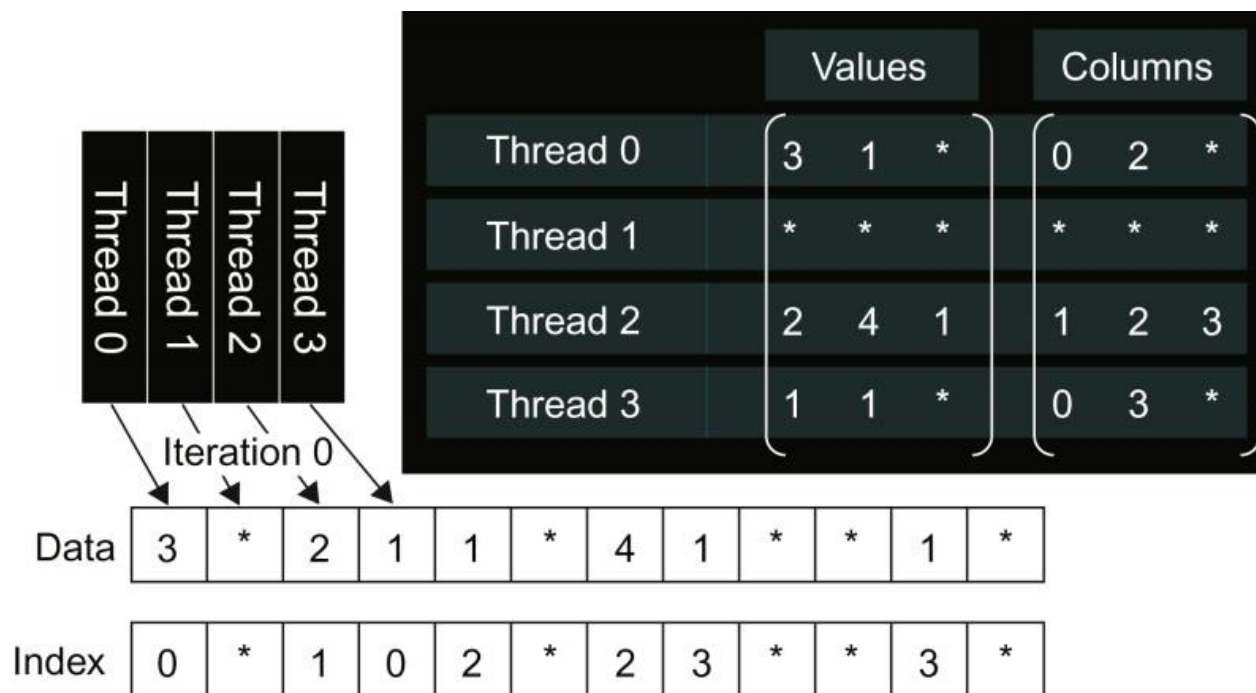 Values Columns
Thread 0 3 1 * 0 2 *
Thread 1 * * * * * *
Thread 2 2 4 1 1 2 3
Thread 3 1 1 * 0 3 *
Thread 0
Thread 1
Thread 2
Thread 3
Iteration 0
Data 3 * 2 1 1 * 4 1 * * 1 *
Index 0 * 1 0 2 * 2 3 * * 3 *